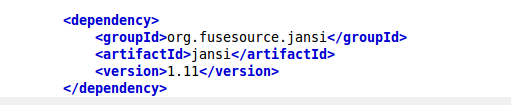 <dependency>
    <groupId>org.fusesource.jansi</groupId>
    <artifactId>jansi</artifactId>
    <version>1.11</version>
</dependency>